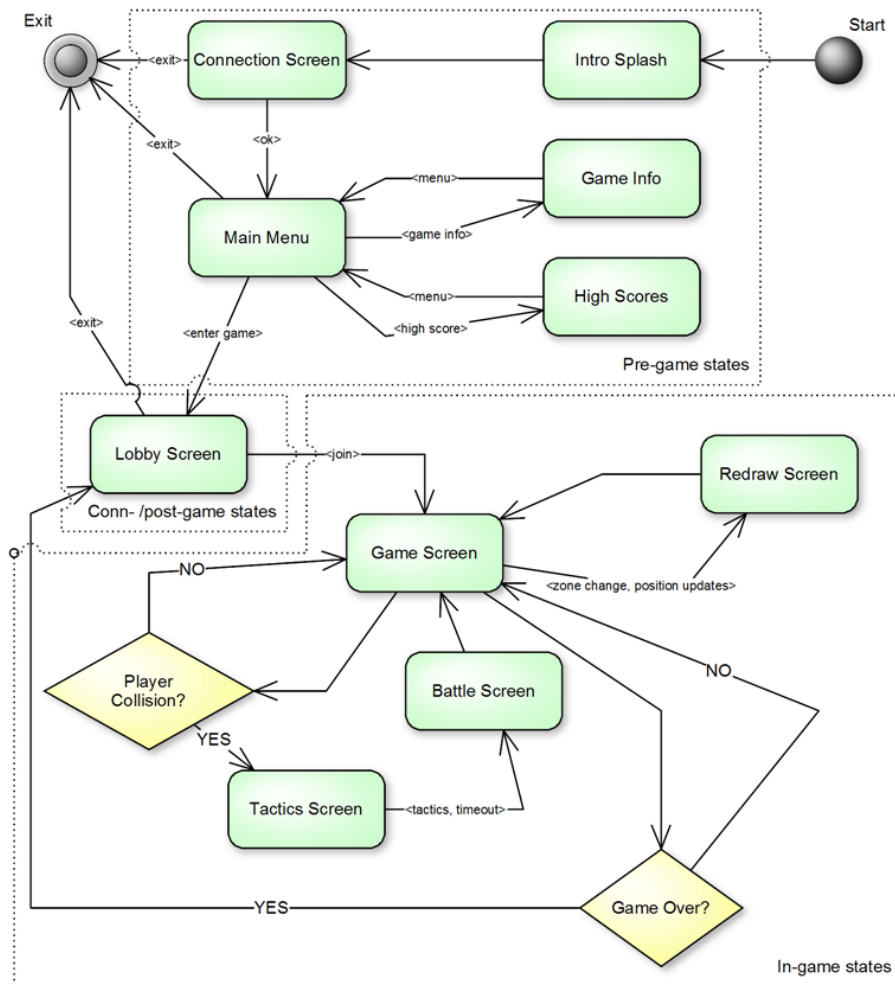 Exit
Start
<exit>
Connection Screen
Intro Splash
<ok>
<exit>
<menu>
Game Info
Main Menu
<game info>
<menu>
High Scores
<exit>
<enter game>
<high score>
Pre-game states
Lobby Screen
<join>
Redraw Screen
Conn- /post-game states
Game Screen
NO
<zone change, position updates>
NO
Player
Collision?
Battle Screen
YES
Tactics Screen
<tactics, timeout>
YES
Game Over?
In-game states